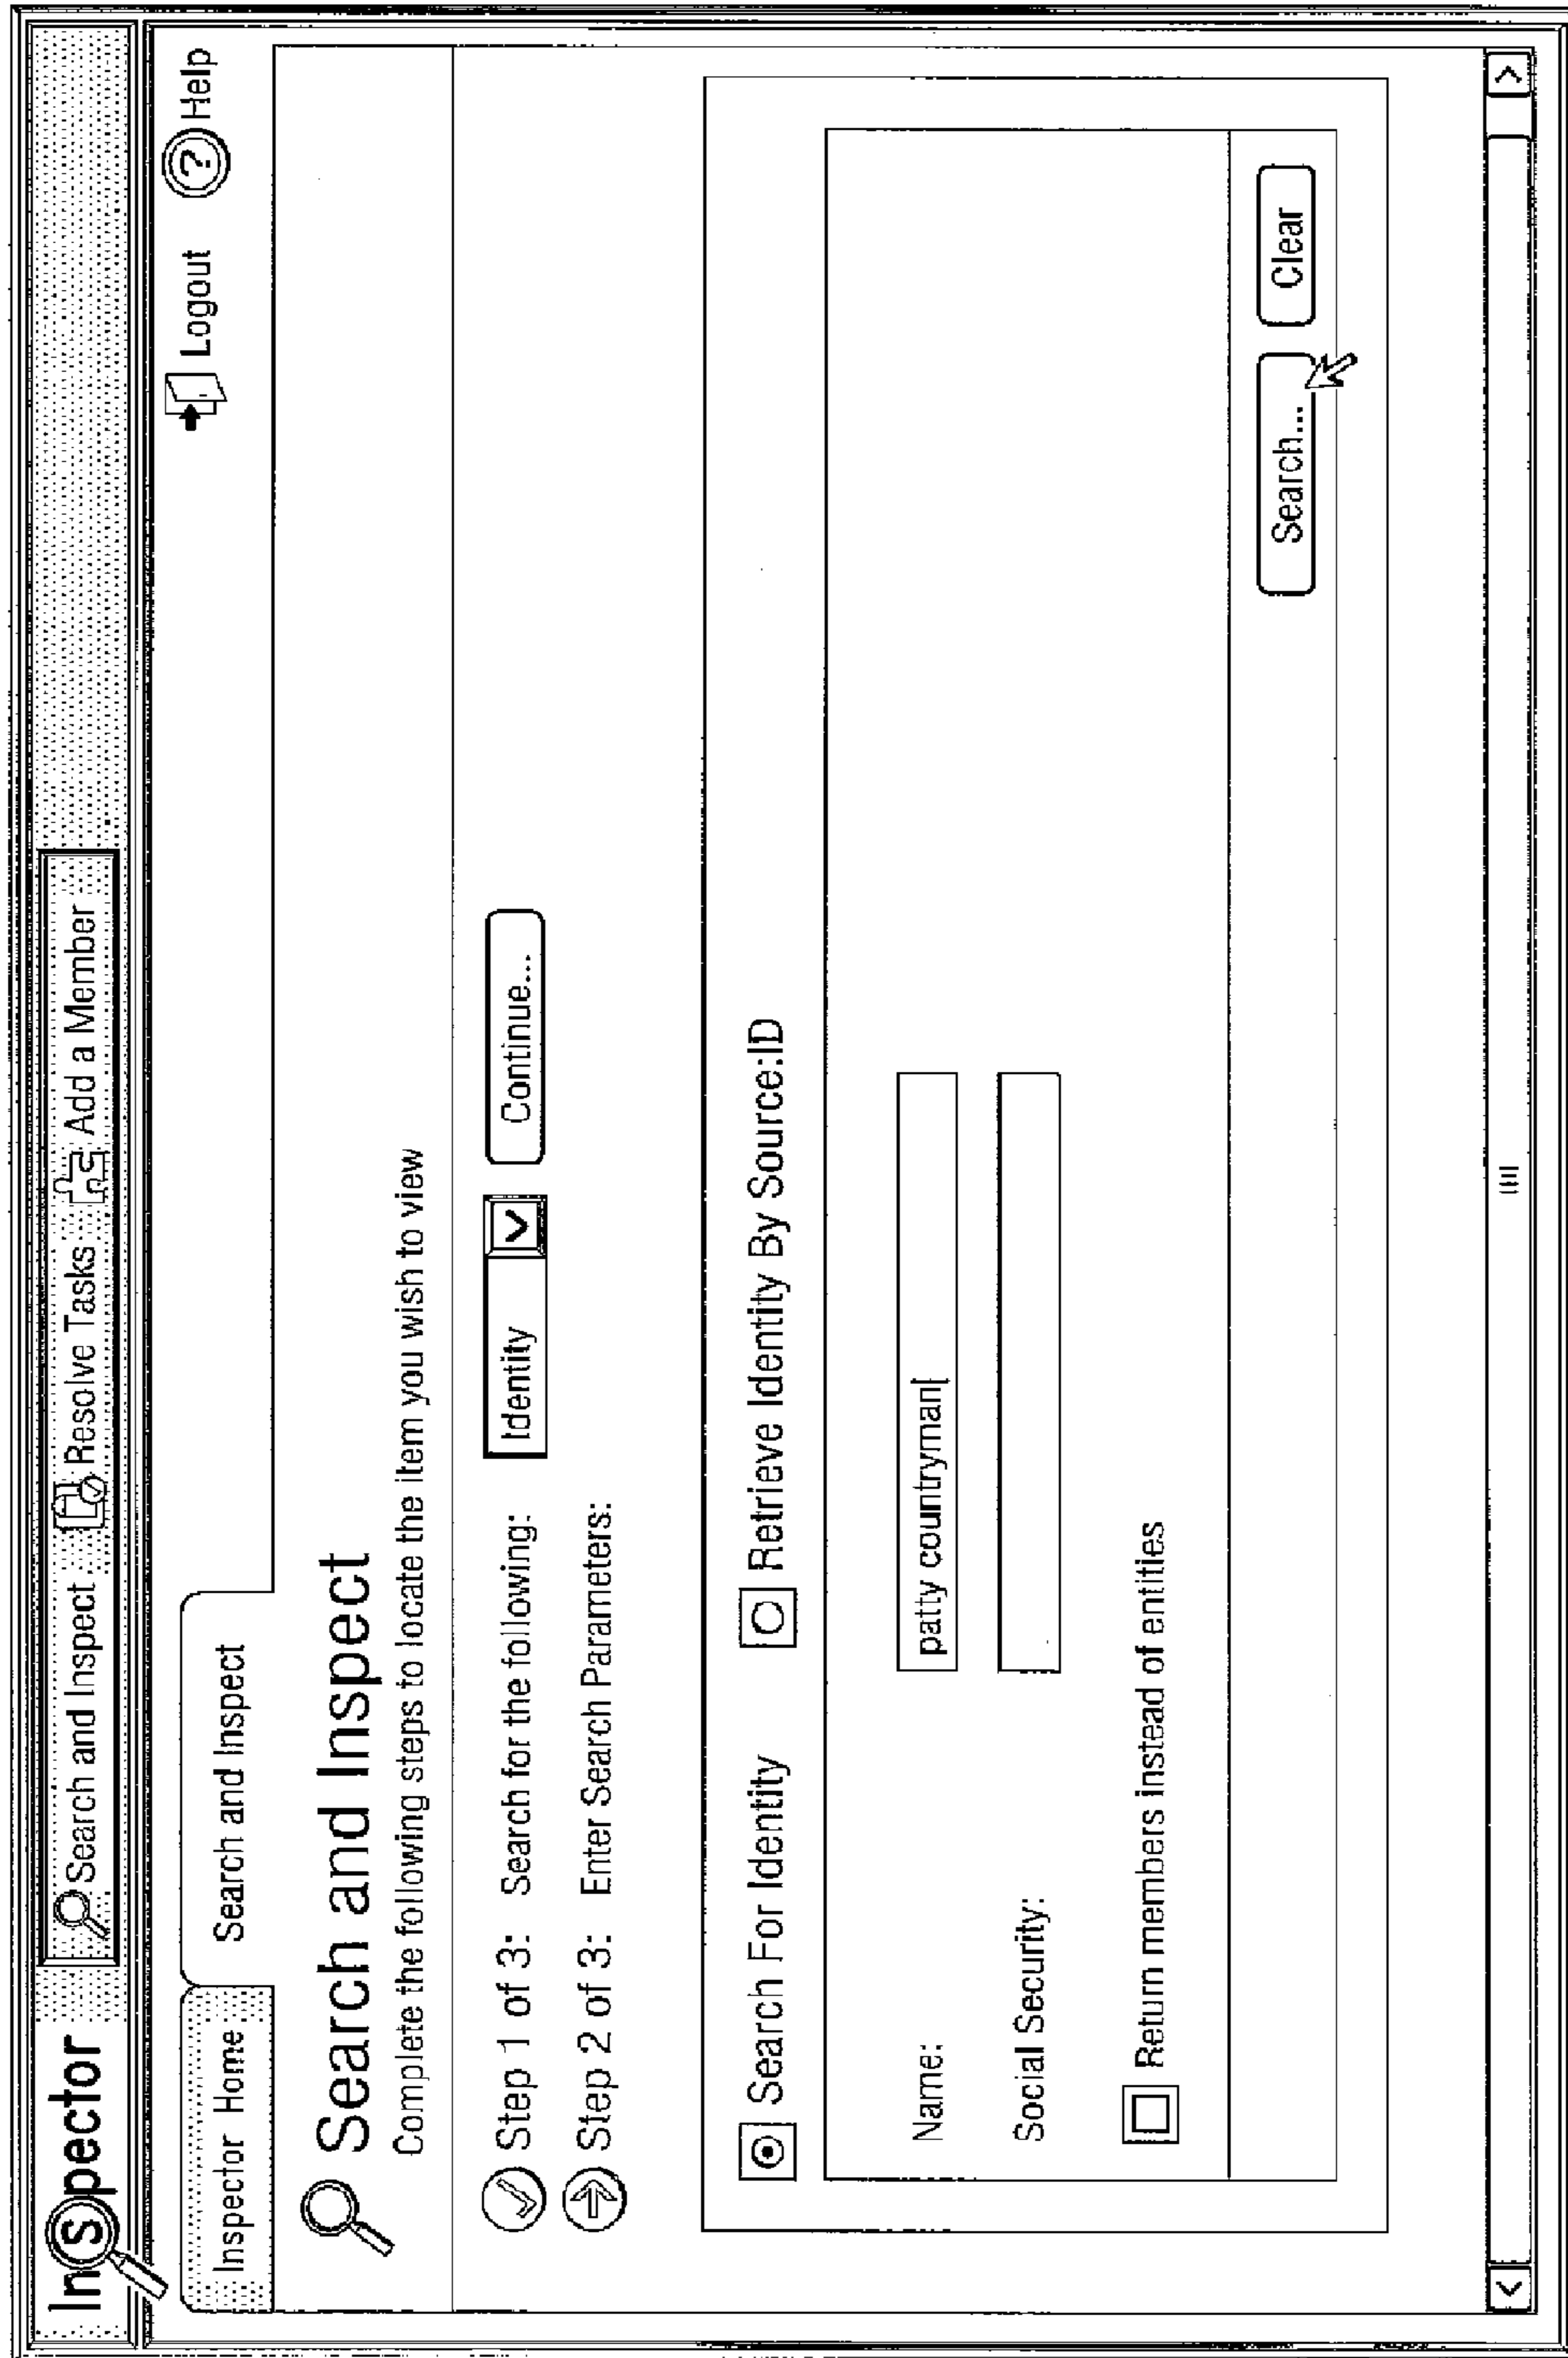 Inspector Search and Inspect Resolve Tasks Add a Member
Logout ? Help
Inspector Home Search and Inspect
Search and Inspect
Complete the following steps to locate the item you wish to view
Step 1 of 3: Search for the following: Identity Continue...
Step 2 of 3: Enter Search Parameters:
Search For Identity Retrieve Identity By Source:ID
Name: patty countryman
Social Security:
Return members instead of entities
Search... Clear